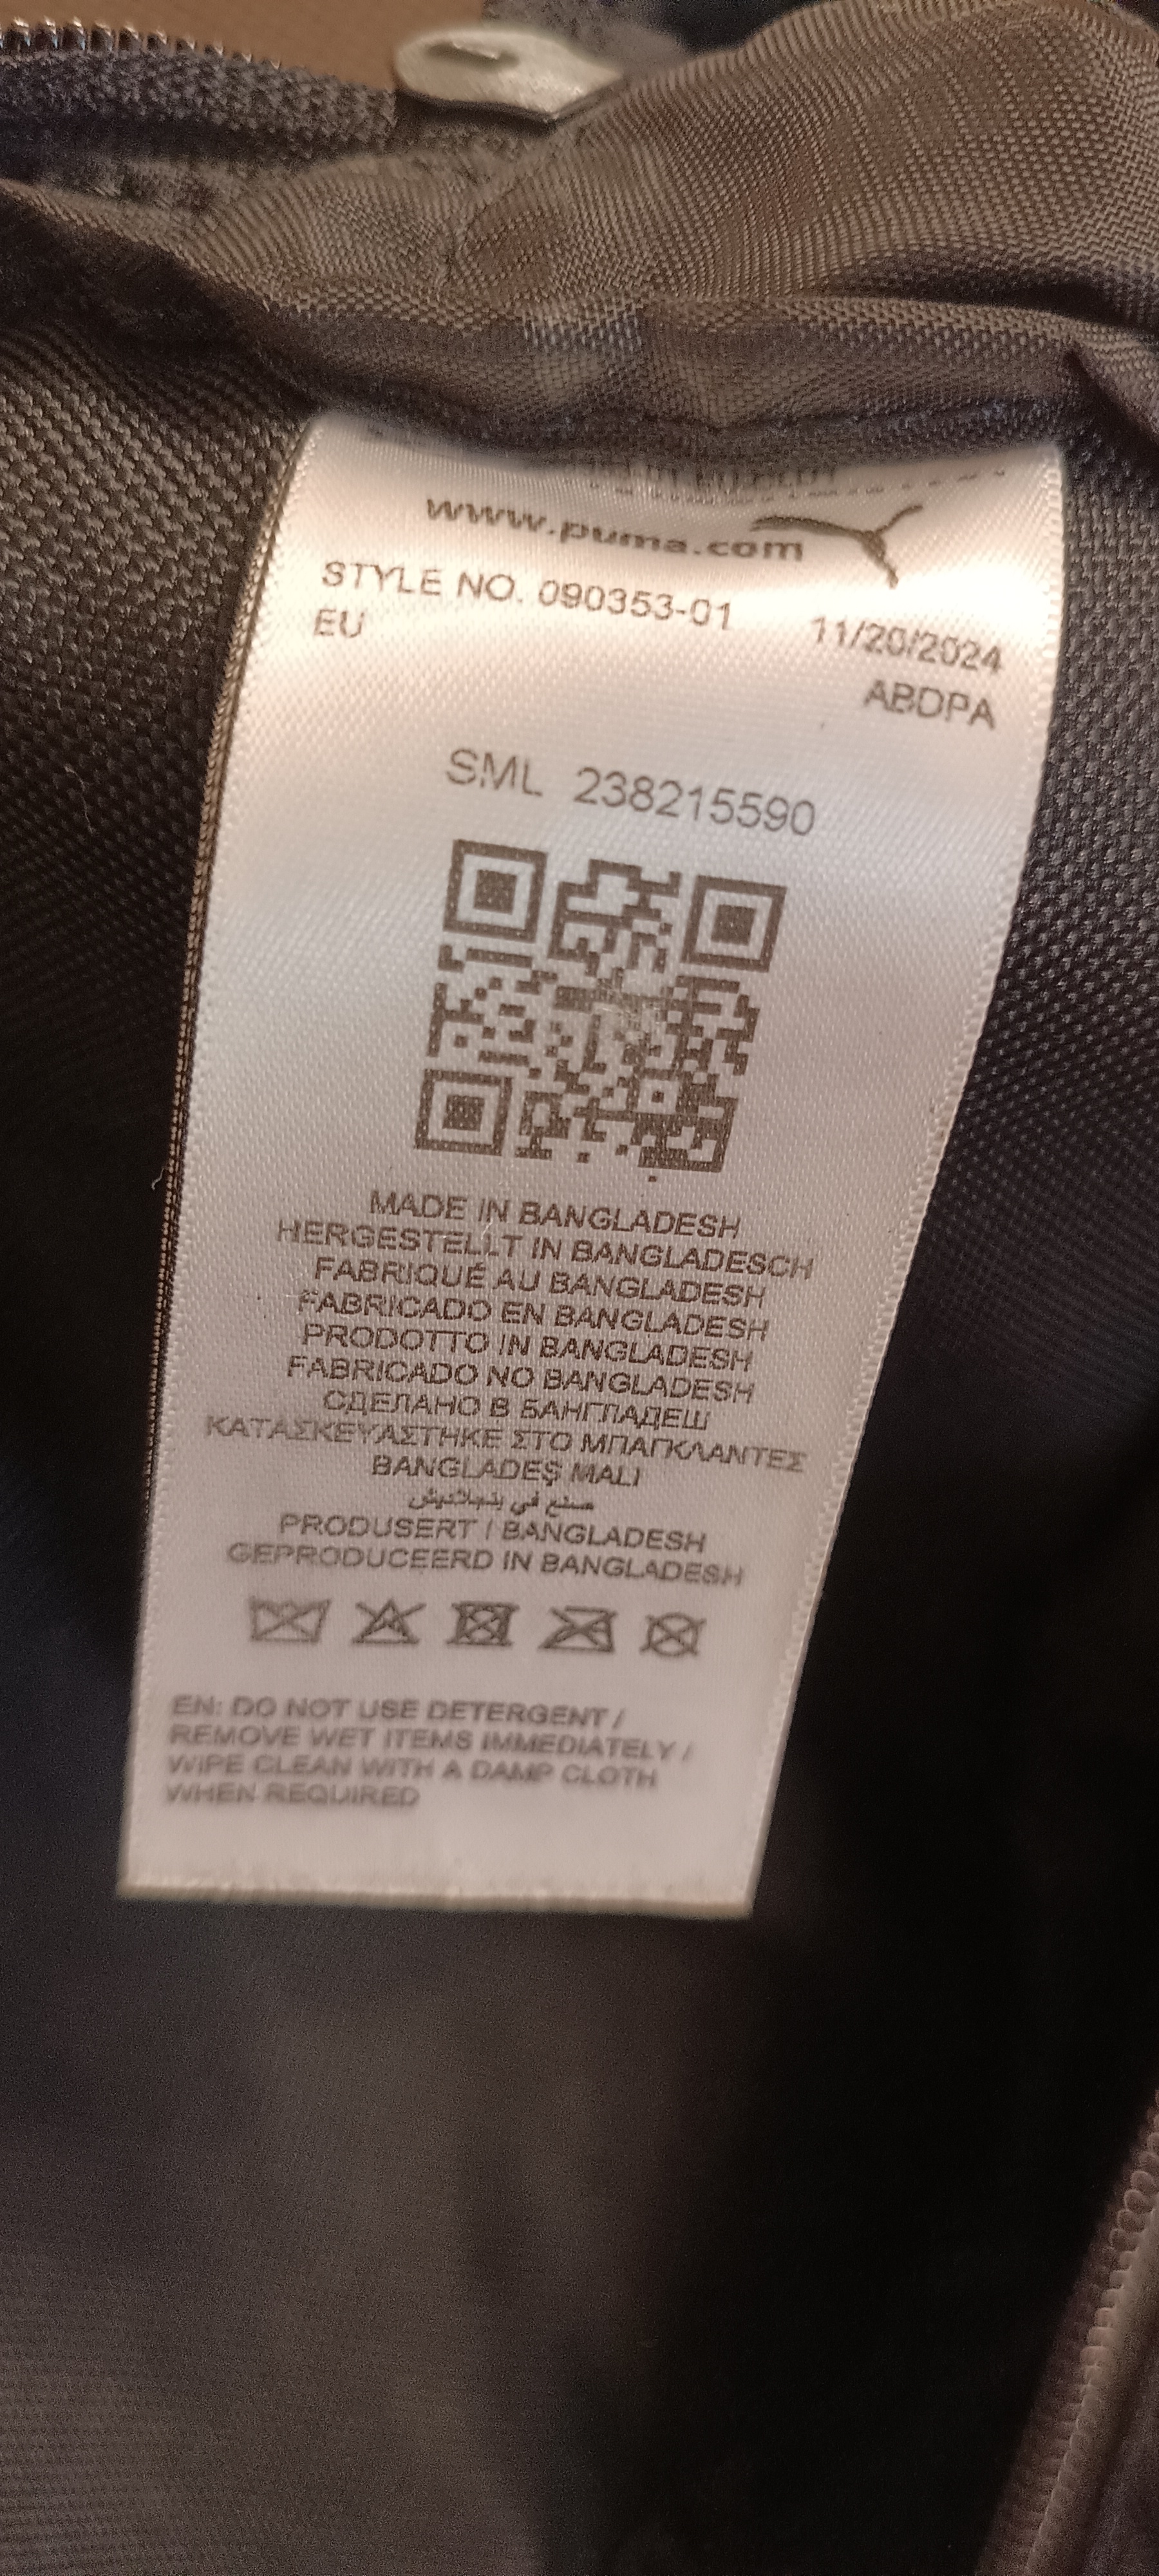 www.puma.com
STYLE NO. 090353-01 11/20/2024
EU ABDPA
SML 238215590
MADE IN BANGLADESH
HERGESTELLT IN BANGLADESCH
FABRIQUÉ AU BANGLADESH
FABRICADO EN BANGLADESH
PRODOTTO IN BANGLADESH
FABRICADO NO BANGLADESH
СДЕЛАНО В БАНГЛАДЕШ
ΚΑΤΑΣΚΕΥΑΣΤΗΚΕ ΣΤΟ ΜΠΑΓΚΛΑΝΤΕΣ
BANGLADEŞ MALI
صنع في بنجلاديش
PRODUSERT I BANGLADESH
GEPRODUCEERD IN BANGLADESH
EN: DO NOT USE DETERGENT /
REMOVE WET ITEMS IMMEDIATELY /
WIPE CLEAN WITH A DAMP CLOTH
WHEN REQUIRED